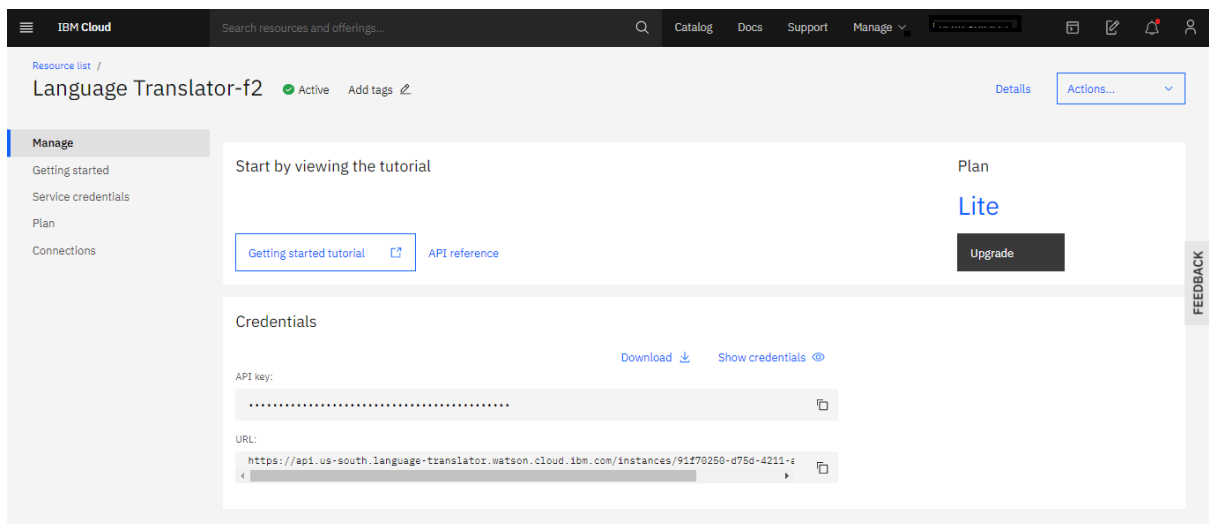 IBM Cloud
Search resources and offerings...
Catalog
Docs
Support
Manage
Resource list /
Language Translator-f2
Active
Add tags
Details
Actions...
Manage
Getting started
Service credentials
Plan
Connections
Start by viewing the tutorial
Getting started tutorial
API reference
Plan
Lite
Upgrade
FEEDBACK
Credentials
Download
Show credentials
API key:
URL:
https://api.us-south.language-translator.watson.cloud.ibm.com/instances/91f70250-d75d-4211-